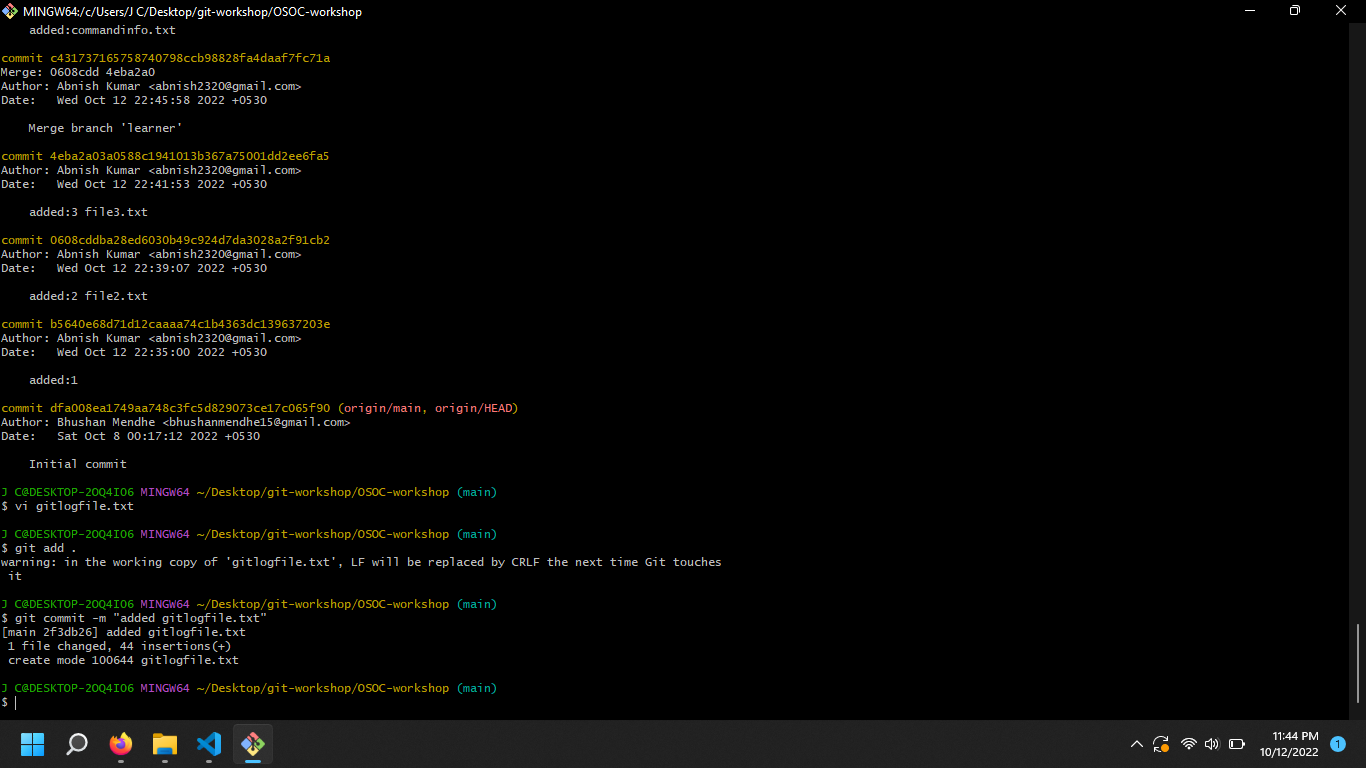 MINGW64:/c/Users/J C/Desktop/git-workshop/OSOC-workshop
added:commandinfo.txt
commit c431737165758740798ccb98828fa4daaf7fc71a
Merge: 0608cdd 4eba2a0
Author: Abnish Kumar <abnish2320@gmail.com>
Date:   Wed Oct 12 22:45:58 2022 +0530
Merge branch 'learner'
commit 4eba2a03a0588c1941013b367a75001dd2ee6fa5
Author: Abnish Kumar <abnish2320@gmail.com>
Date:   Wed Oct 12 22:41:53 2022 +0530
added:3 file3.txt
commit 0608cddba28ed6030b49c924d7da3028a2f91cb2
Author: Abnish Kumar <abnish2320@gmail.com>
Date:   Wed Oct 12 22:39:07 2022 +0530
added:2 file2.txt
commit b5640e68d71d12caaaa74c1b4363dc139637203e
Author: Abnish Kumar <abnish2320@gmail.com>
Date:   Wed Oct 12 22:35:00 2022 +0530
added:1
commit dfa008ea1749aa748c3fc5d829073ce17c065f90 (origin/main, origin/HEAD)
Author: Bhushan Mendhe <bhushanmendhe15@gmail.com>
Date:   Sat Oct 8 00:17:12 2022 +0530
Initial commit
J C@DESKTOP-2OQ4IO6 MINGW64 ~/Desktop/git-workshop/OSOC-workshop (main)
$ vi gitlogfile.txt
J C@DESKTOP-2OQ4IO6 MINGW64 ~/Desktop/git-workshop/OSOC-workshop (main)
$ git add .
warning: in the working copy of 'gitlogfile.txt', LF will be replaced by CRLF the next time Git touches
it
J C@DESKTOP-2OQ4IO6 MINGW64 ~/Desktop/git-workshop/OSOC-workshop (main)
$ git commit -m "added gitlogfile.txt"
[main 2f3db26] added gitlogfile.txt
1 file changed, 44 insertions(+)
create mode 100644 gitlogfile.txt
J C@DESKTOP-2OQ4IO6 MINGW64 ~/Desktop/git-workshop/OSOC-workshop (main)
$
11:44 PM
10/12/2022
1